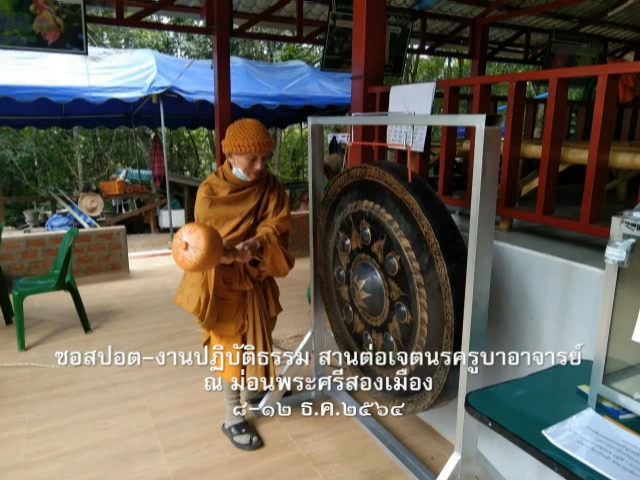 ซอสปอต-งานปฏิบัติธรรม สานต่อเจตนรครูบาอาจารย์
ณ ม่อนพระศรีสองเมือง
๘-๑๒ ธ.ค.๒๕๖๔